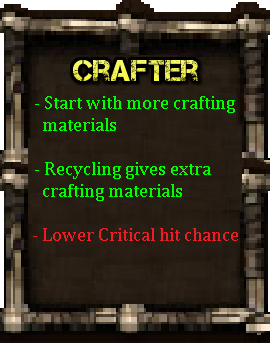 CRAFTER
- Start with more crafting
materials
- Recycling gives extra
crafting materials
- Lower Critical hit chance